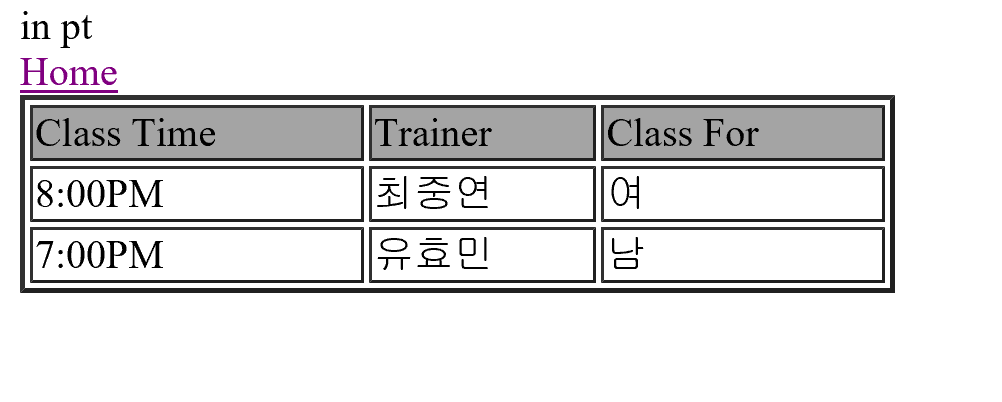 in pt
Home
Class Time Trainer Class For
8:00PM 최중연 여
7:00PM 유효민 남